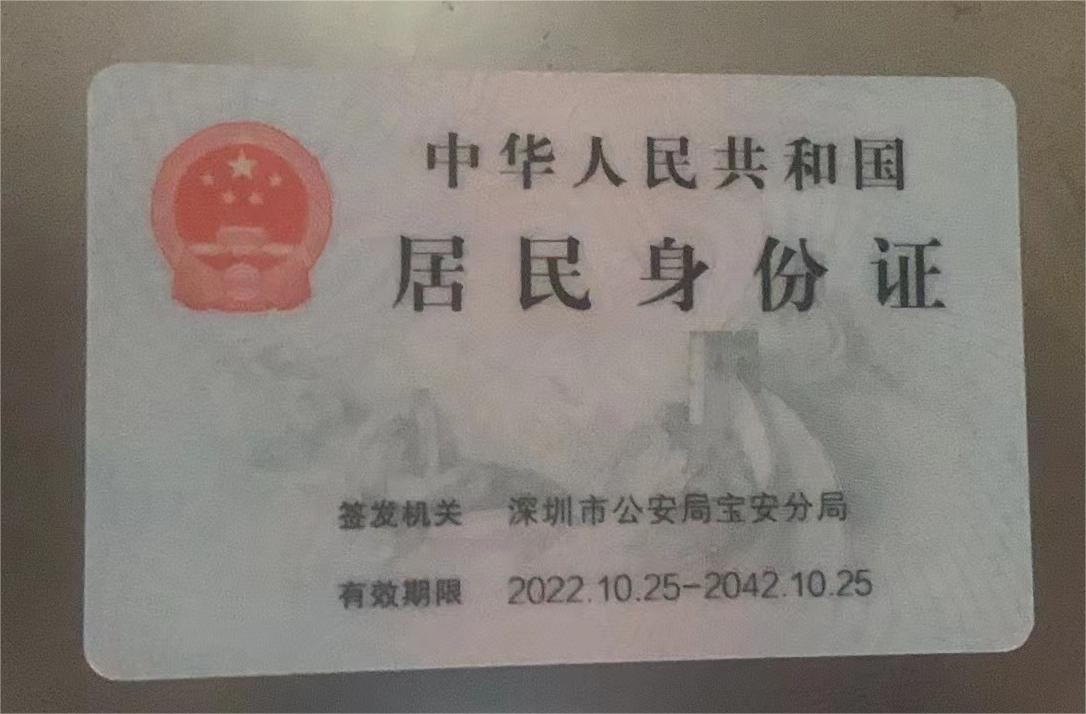 中华人民共和国
居民身份证
签发机关 深圳市公安局宝安分局
有效期限 2022.10.25-2042.10.25